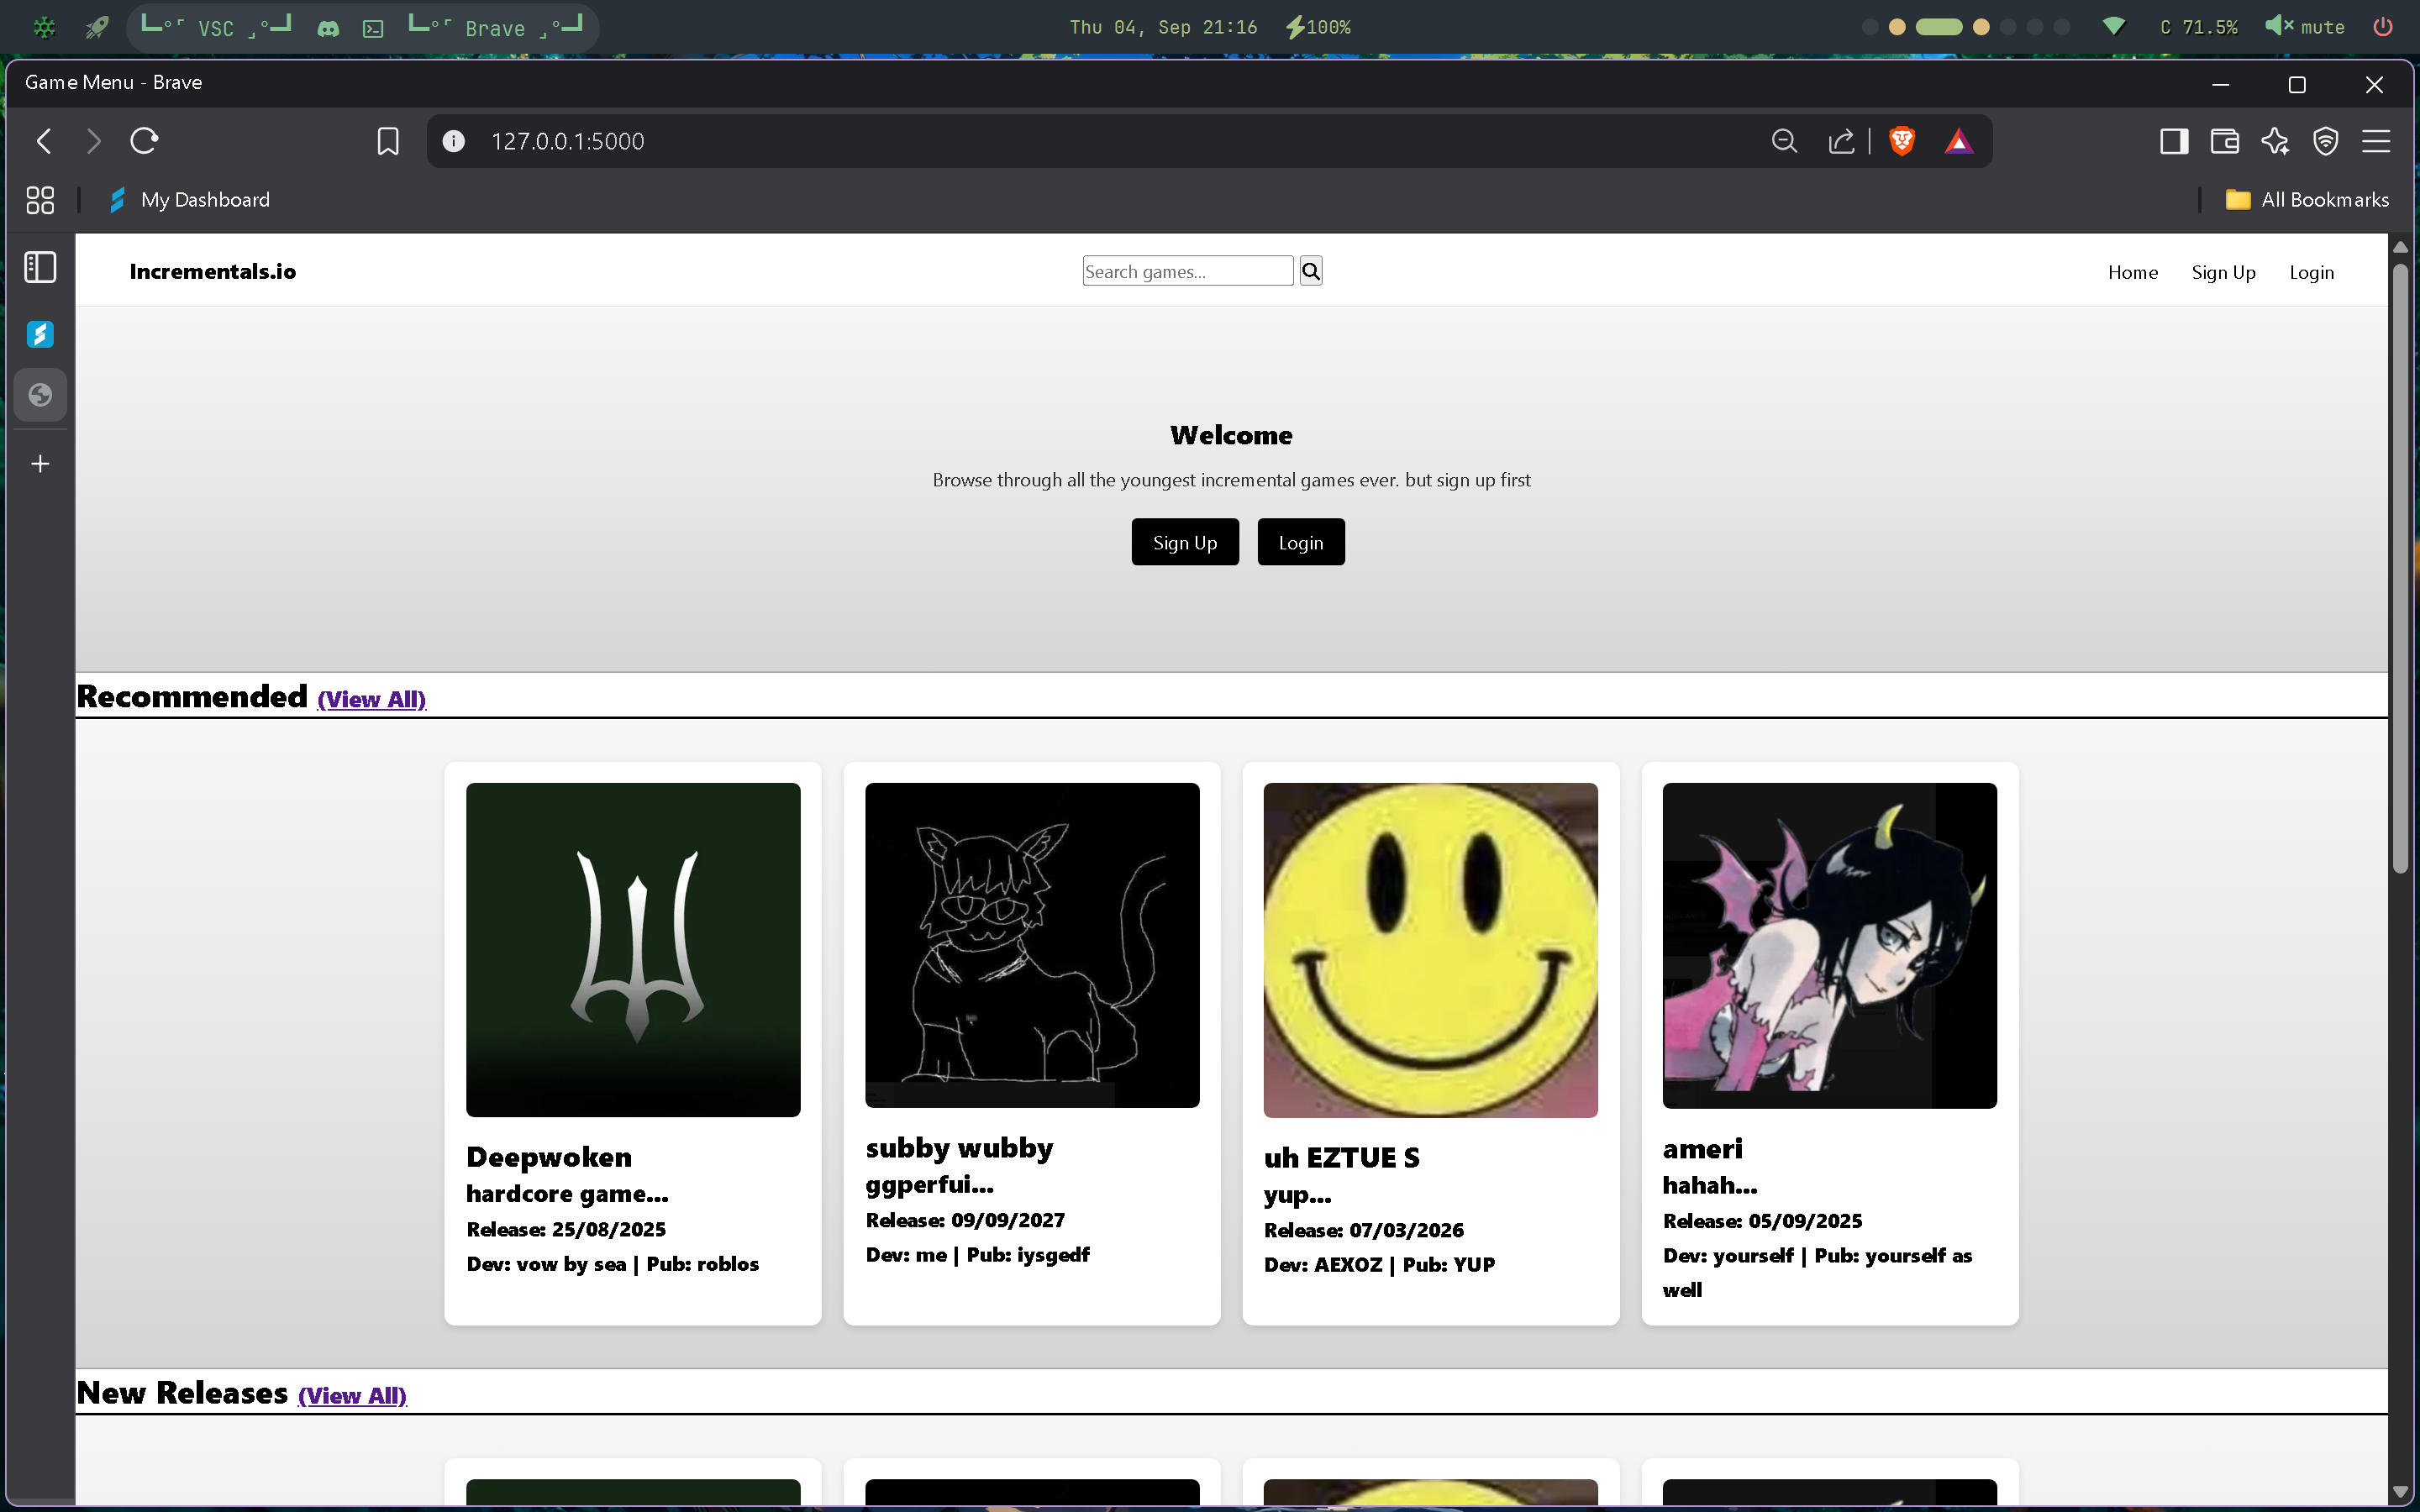 VSC
Brave
Thu 04, Sep 21:16
100%
C 71.5%
mute
Game Menu - Brave
127.0.0.1:5000
My Dashboard
All Bookmarks
Incrementals.io
Search games...
Home
Sign Up
Login
Welcome
Browse through all the youngest incremental games ever. but sign up first
Sign Up
Login
Recommended (View All)
Deepwoken
hardcore game...
Release: 25/08/2025
Dev: vow by sea | Pub: roblos
subby wubby
ggperfui...
Release: 09/09/2027
Dev: me | Pub: iysgedf
uh EZTUE S
yup...
Release: 07/03/2026
Dev: AEXOZ | Pub: YUP
ameri
hahah...
Release: 05/09/2025
Dev: yourself | Pub: yourself as
well
New Releases (View All)